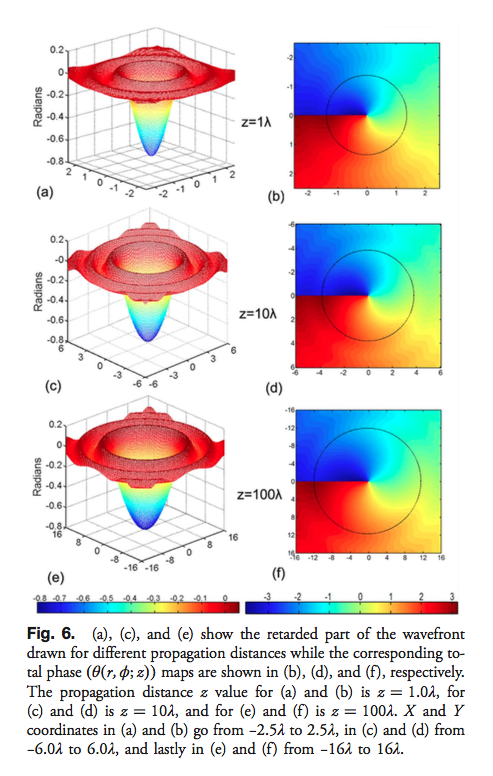 0.2
0
-0.2
-0.4
-0.6
-0.8
Radians
2 1 0 -1 -2
-2 -1 0 1 2
(a)
z=1λ
-2
-1
0
1
2
-2 -1 0 1 2
(b)
0.2
-0
-0.2
-0.4
-0.6
-0.8
Radians
6 3 0 -3 -6
-6 -3 0 3 6
(c)
z=10λ
-6
-4
-2
0
2
4
6
-6 -4 -2 0 2 4 6
(d)
0.2
0
-0.2
-0.4
-0.6
-0.8
Radians
16 8 0 -8 -16
-16 -8 0 8 16
(e)
z=100λ
-16
-12
-8
-4
0
4
8
12
16
-16 -12 -8 -4 0 4 8 12 16
(f)
-0.8 -0.7 -0.6 -0.5 -0.4 -0.3 -0.2 -0.1 0
-3 -2 -1 0 1 2 3
Fig. 6. (a), (c), and (e) show the retarded part of the wavefront
drawn for different propagation distances while the corresponding to-
tal phase (θ(r, ϕ; z)) maps are shown in (b), (d), and (f), respectively.
The propagation distance z value for (a) and (b) is z = 1.0λ, for
(c) and (d) is z = 10λ, and for (e) and (f) is z = 100λ. X and Y
coordinates in (a) and (b) go from −2.5λ to 2.5λ, in (c) and (d) from
−6.0λ to 6.0λ, and lastly in (e) and (f) from −16λ to 16λ.